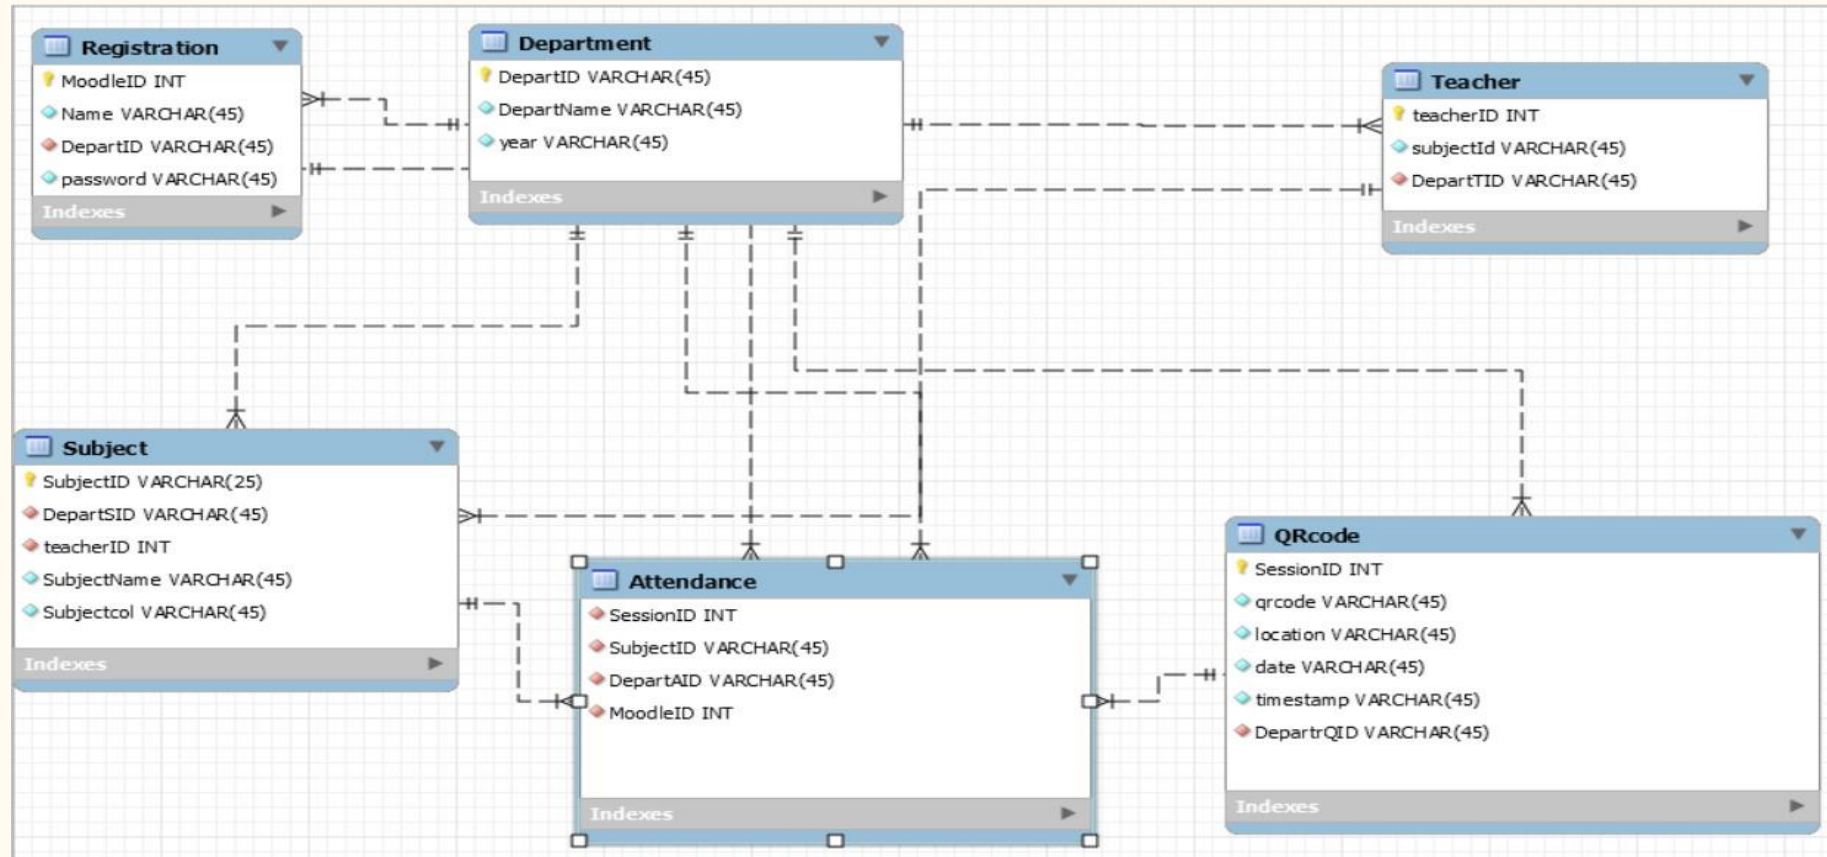 Registration
MoodleID INT
Name VARCHAR(45)
DepartID VARCHAR(45)
password VARCHAR(45)
Indexes
Department
DepartID VARCHAR(45)
DepartName VARCHAR(45)
year VARCHAR(45)
Indexes
Teacher
teacherID INT
subjectId VARCHAR(45)
DepartTID VARCHAR(45)
Indexes
Subject
SubjectID VARCHAR(25)
DepartSID VARCHAR(45)
teacherID INT
SubjectName VARCHAR(45)
Subjectcol VARCHAR(45)
Indexes
Attendance
SessionID INT
SubjectID VARCHAR(45)
DepartAID VARCHAR(45)
MoodleID INT
Indexes
QRcode
SessionID INT
qrcode VARCHAR(45)
location VARCHAR(45)
date VARCHAR(45)
timestamp VARCHAR(45)
DepartrQID VARCHAR(45)
Indexes